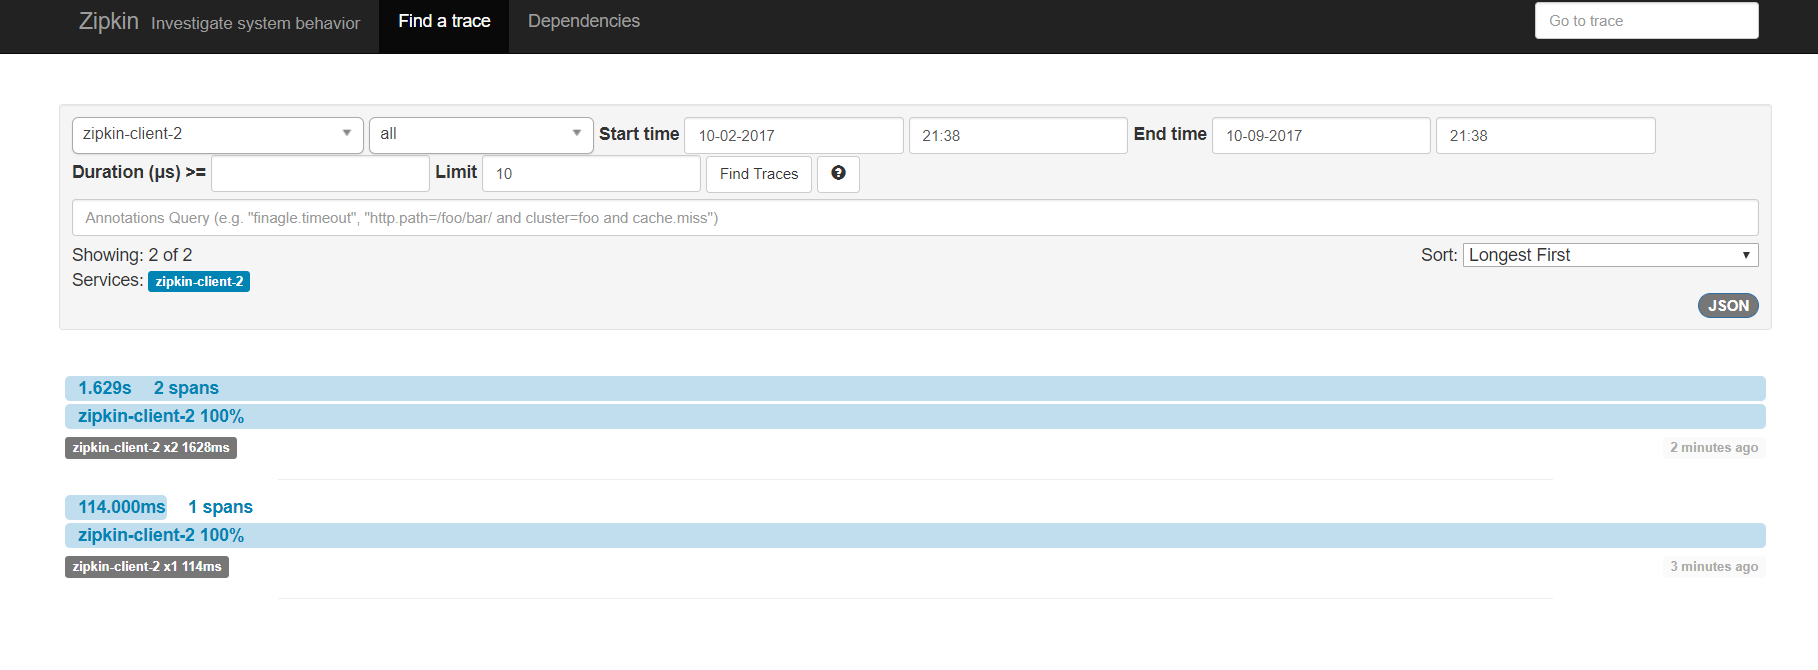 Zipkin Investigate system behavior Find a trace Dependencies Go to trace
zipkin-client-2 all Start time 10-02-2017 21:38 End time 10-09-2017 21:38
Duration (µs) >= Limit 10 Find Traces ?
Annotations Query (e.g. "finagle.timeout", "http.path=/foo/bar/ and cluster=foo and cache.miss")
Showing: 2 of 2 Sort: Longest First
Services: zipkin-client-2
JSON
1.629s 2 spans
zipkin-client-2 100%
zipkin-client-2 x2 1628ms 2 minutes ago
114.000ms 1 spans
zipkin-client-2 100%
zipkin-client-2 x1 114ms 3 minutes ago